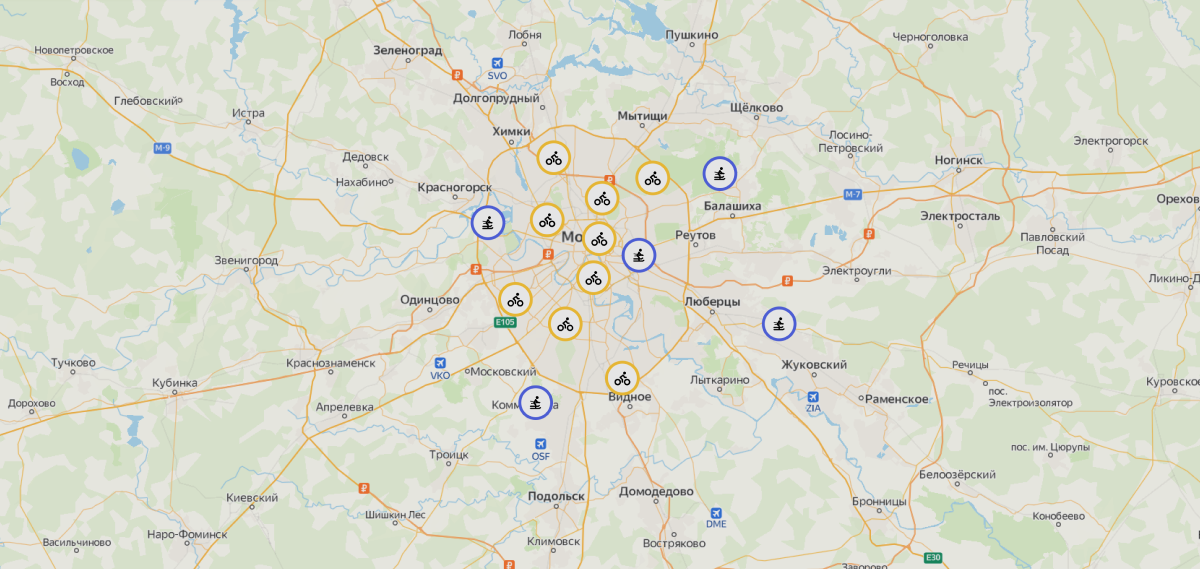 Лобня
Пушкино
Черноголовка
Новопетровское
Зеленоград
SVO
Восход
Глебовский
Долгопрудный
Щёлково
Истра
Мытищи
Химки
Лосино-
Петровский
Электрогорск
М-9
Дедовск
Ногинск
Нахабино
Красногорск
М-7
Орехово
Балашиха
Электросталь
Мо
Реутов
Павловский
Посад
Звенигород
Электроугли
Ликино-Д
Одинцово
Люберцы
E105
Тучково
Краснознаменск
VKO
Московский
Жуковский
Речицы
Кубинка
Лыткарино
Куровское
Дорохово
Апрелевка
Видное
ZIA
Раменское
пос.
Электроизолятор
OSF
Троицк
пос. им. Цюрупы
Белоозёрский
Киевский
Подольск
Домодедово
Бронницы
Шишкин Лес
DME
Конобеево
Васильчиново
Наро-Фоминск
Климовск
Востряково
E30